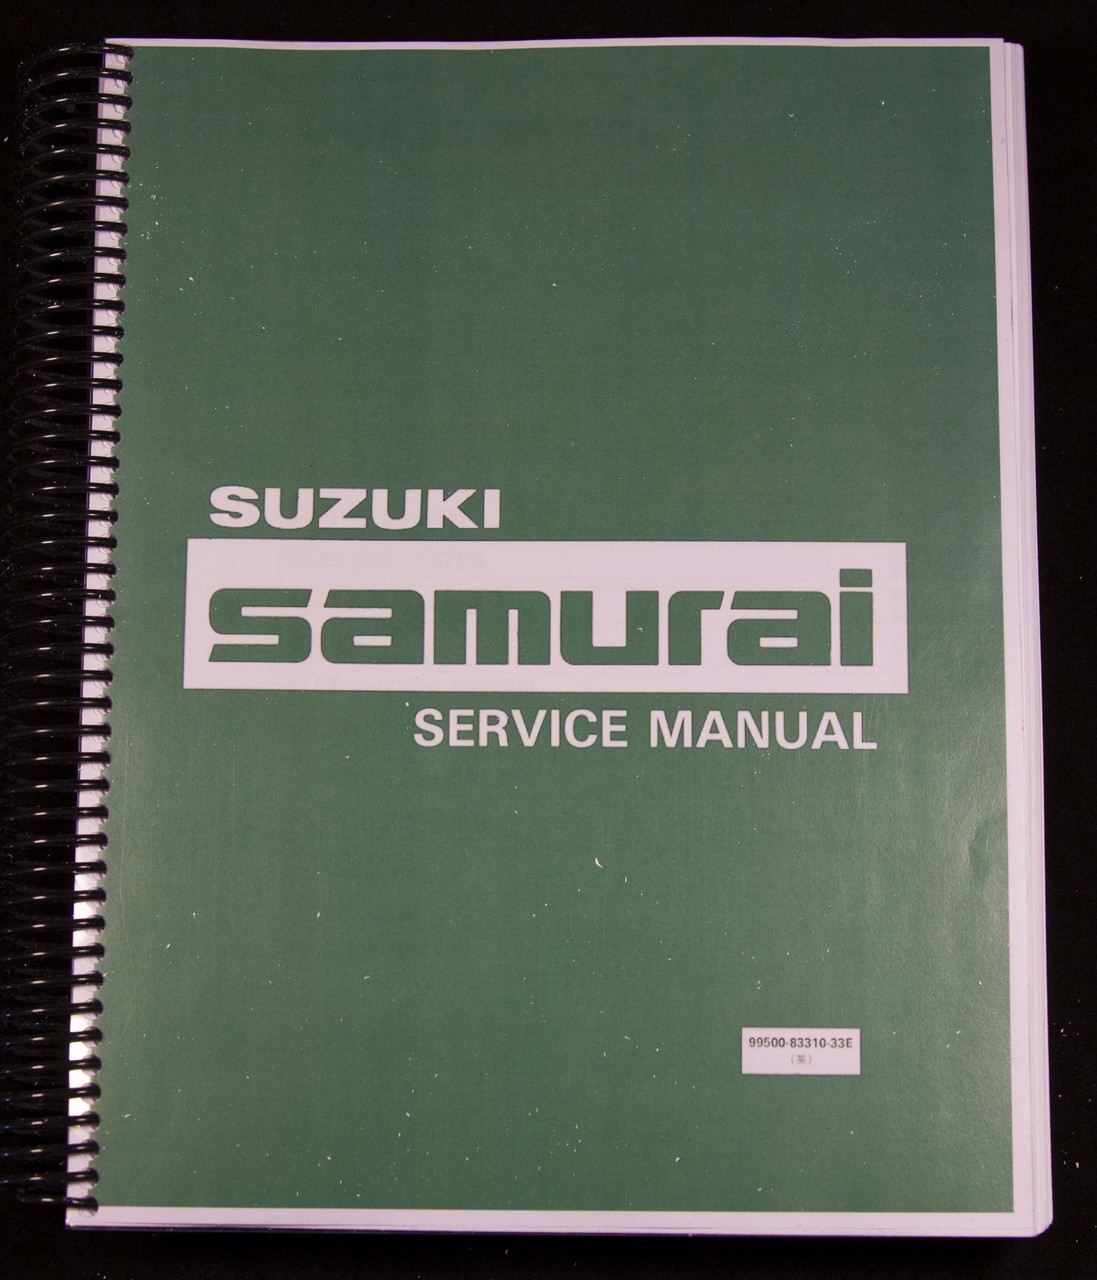 SUZUKI
samurai
SERVICE MANUAL
99500-83310-33E
(英)